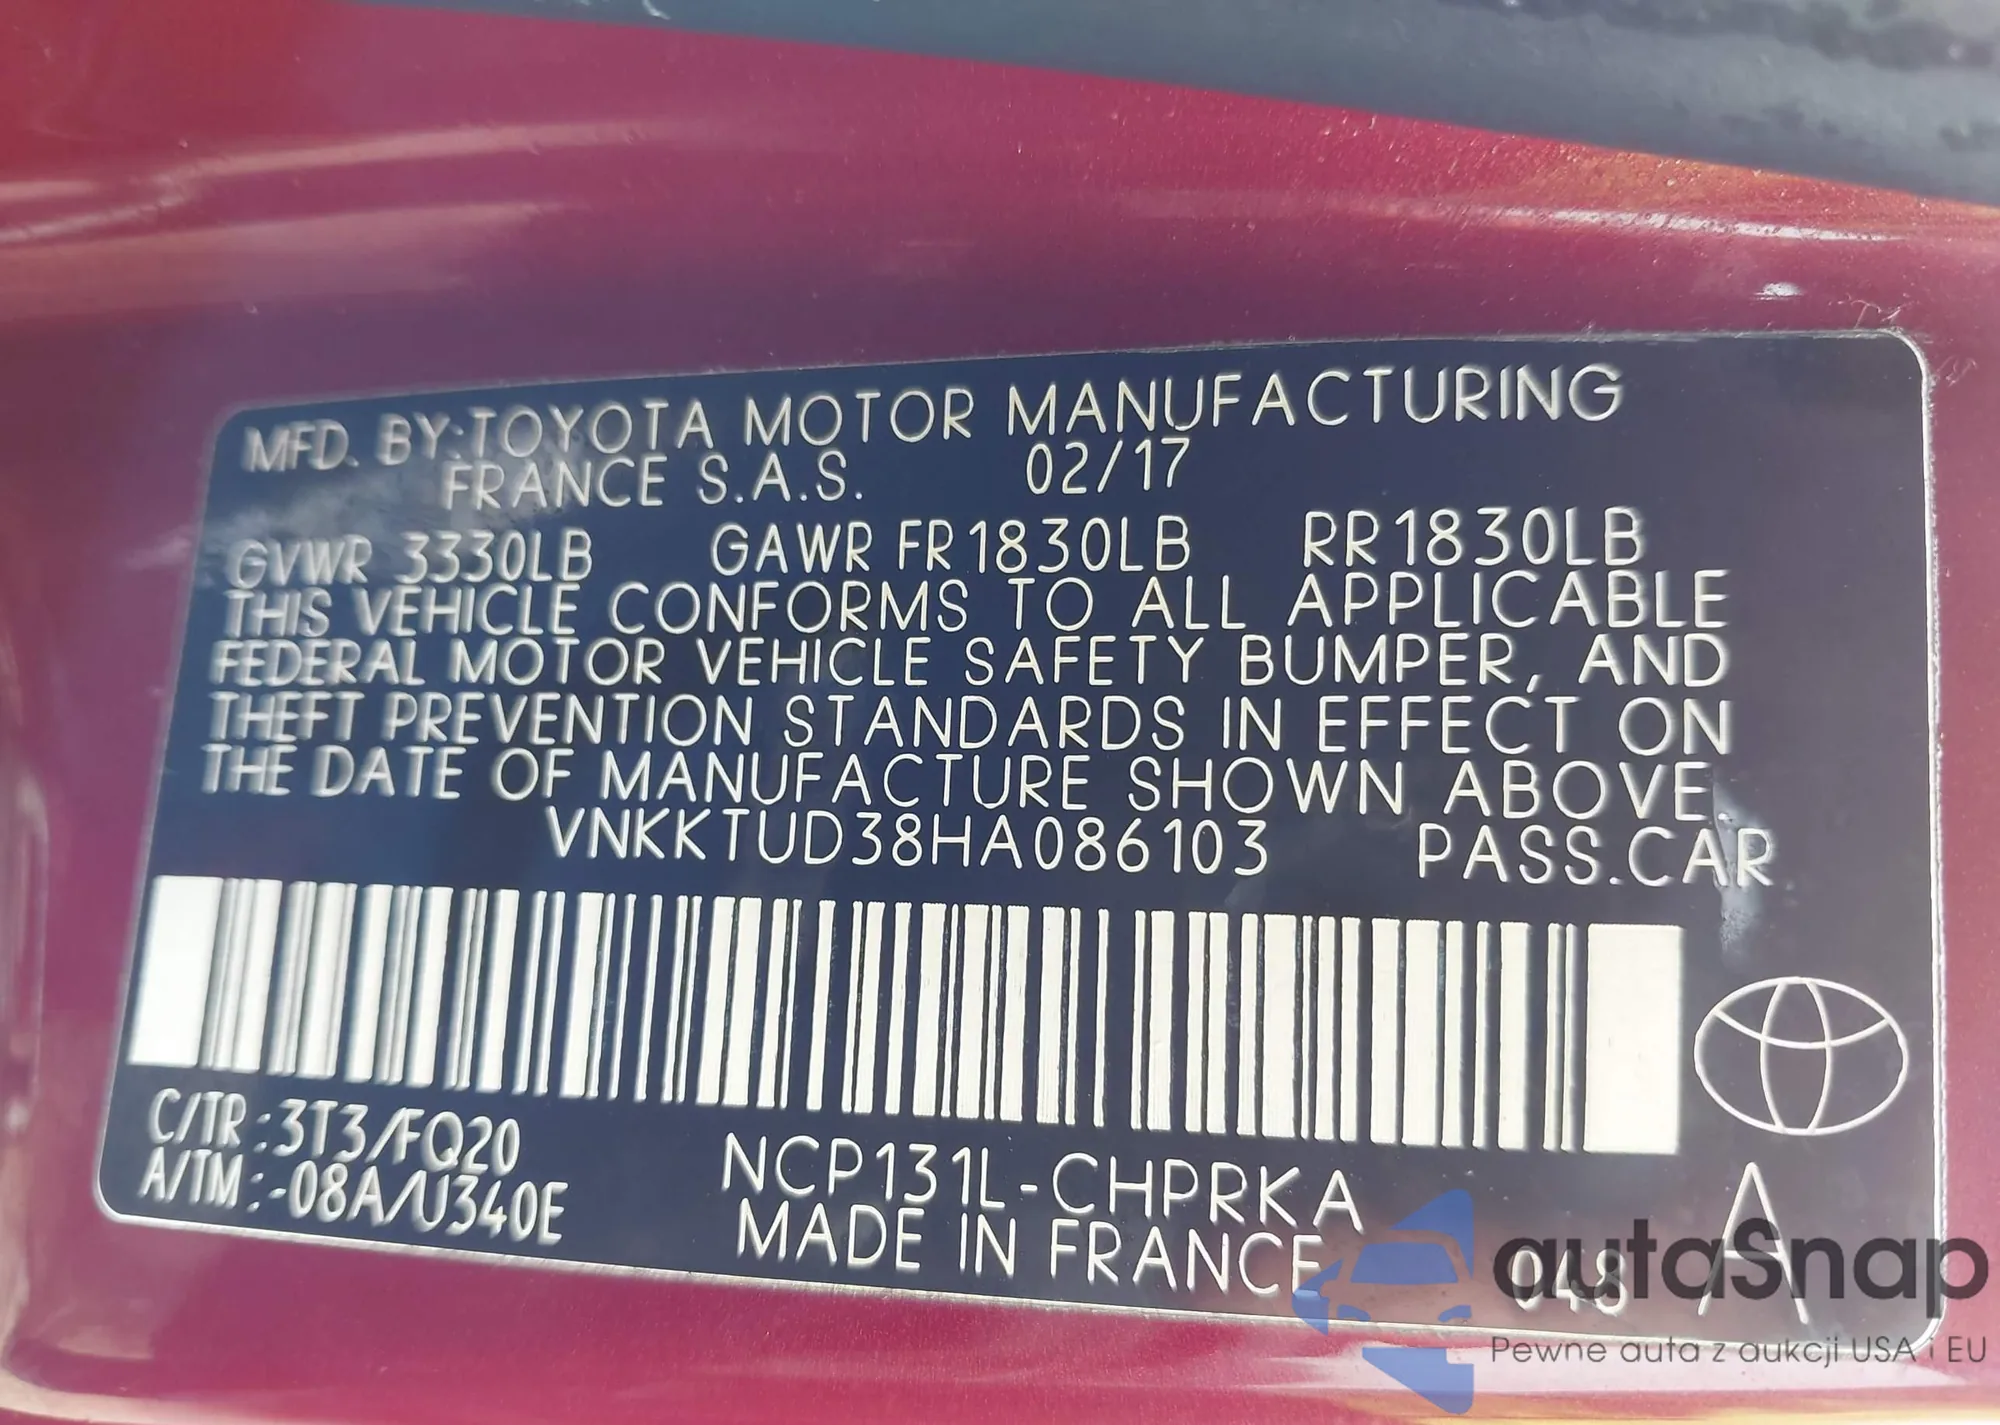 MFD. BY:TOYOTA MOTOR MANUFACTURING
FRANCE S.A.S. 02/17
GVWR 3330LB GAWR FR1830LB RR1830LB
THIS VEHICLE CONFORMS TO ALL APPLICABLE
FEDERAL MOTOR VEHICLE SAFETY BUMPER, AND
THEFT PREVENTION STANDARDS IN EFFECT ON
THE DATE OF MANUFACTURE SHOWN ABOVE.
VNKKTUD38HA086103 PASS.CAR
C/TR:3T3/FQ20
A/TM:-08A/U340E
NCP131L-CHPRKA
MADE IN FRANCE
048
A A
autaSnap
Pewne auta z aukcji USA i EU